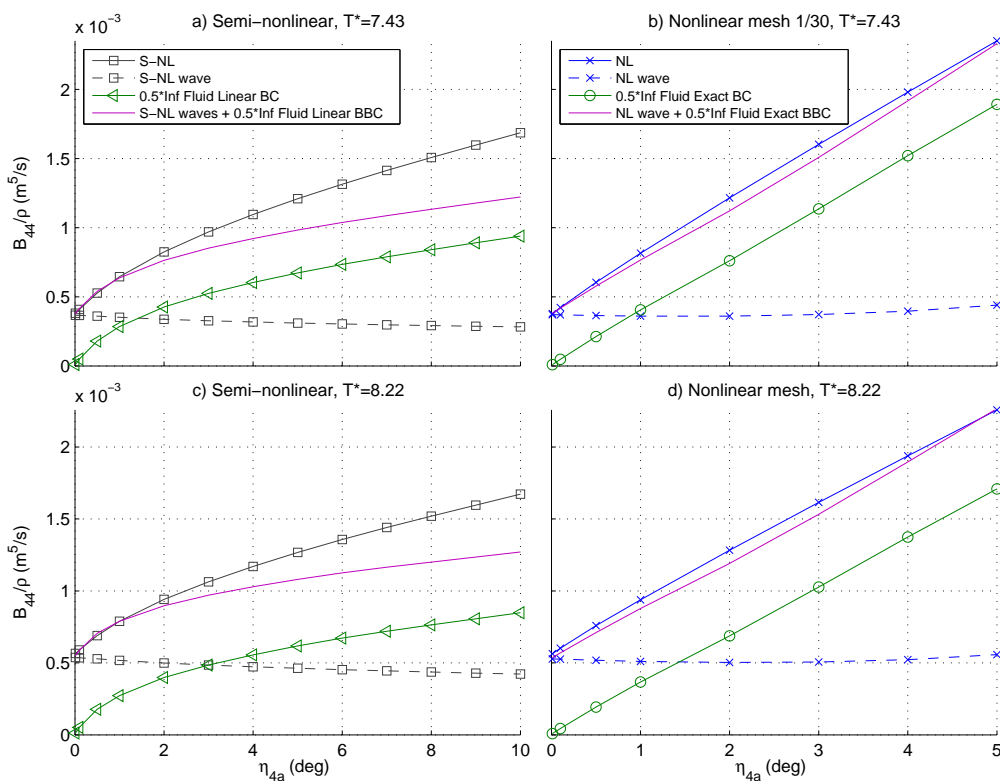 a) Semi−nonlinear, T*=7.43
x 10⁻³
2
1.5
1
0.5
0
B₄₄/ρ (m⁵/s)
S−NL
S−NL wave
0.5*Inf Fluid Linear BC
S−NL waves + 0.5*Inf Fluid Linear BBC
b) Nonlinear mesh 1/30, T*=7.43
NL
NL wave
0.5*Inf Fluid Exact BC
NL wave + 0.5*Inf Fluid Exact BBC
c) Semi−nonlinear, T*=8.22
x 10⁻³
2
1.5
1
0.5
0
B₄₄/ρ (m⁵/s)
0 2 4 6 8 10
η₄ₐ (deg)
d) Nonlinear mesh, T*=8.22
0 1 2 3 4 5
η₄ₐ (deg)